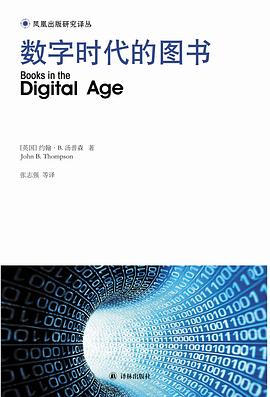 凤凰出版研究译丛
数字时代的图书
Books in the
Digital Age
[英国] 约翰·B. 汤普森 著
John B. Thompson
张志强 等译
译林出版社